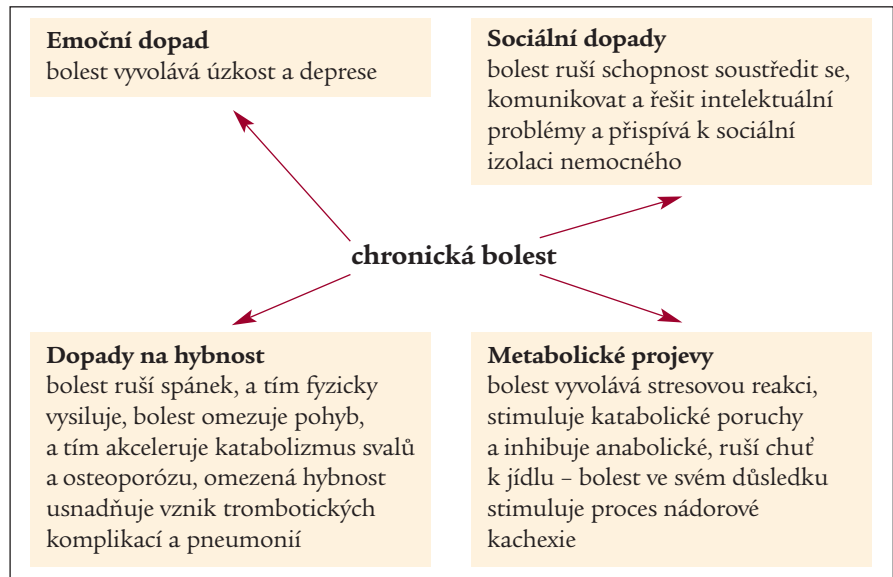 Emoční dopad
bolest vyvolává úzkost a deprese
Sociální dopady
bolest ruší schopnost soustředit se,
komunikovat a řešit intelektuální
problémy a přispívá k sociální
izolaci nemocného
chronická bolest
Dopady na hybnost
bolest ruší spánek, a tím fyzicky
vysiluje, bolest omezuje pohyb,
a tím akceleruje katabolizmus svalů
a osteoporózu, omezená hybnost
usnadňuje vznik trombotických
komplikací a pneumonií
Metabolické projevy
bolest vyvolává stresovou reakci,
stimuluje katabolické poruchy
a inhibuje anabolické, ruší chuť
k jídlu – bolest ve svém důsledku
stimuluje proces nádorové
kachexie